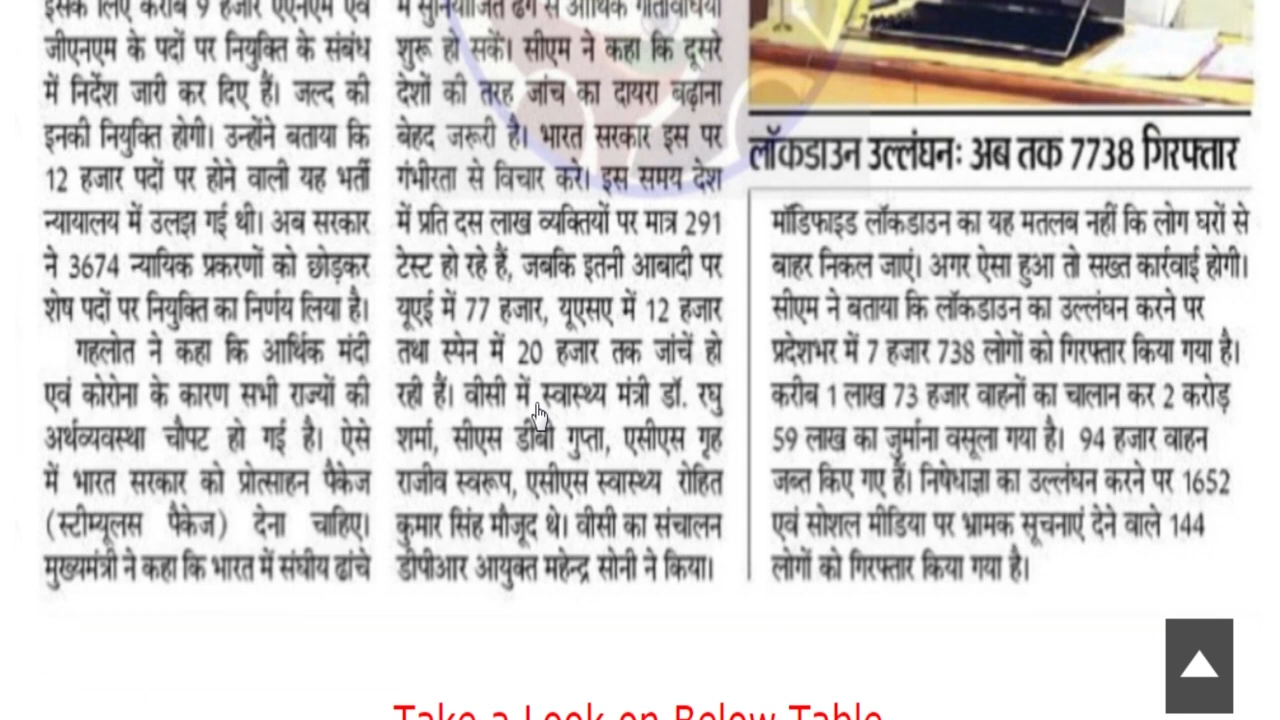 इसके लिए करीब 9 हजार एएनएम एवं
जीएनएम के पदों पर नियुक्ति के संबंध
में निर्देश जारी कर दिए हैं। जल्द की
इनकी नियुक्ति होगी। उन्होंने बताया कि
12 हजार पदों पर होने वाली यह भर्ती
न्यायालय में उलझ गई थी। अब सरकार
ने 3674 न्यायिक प्रकरणों को छोड़कर
शेष पदों पर नियुक्ति का निर्णय लिया है।
गहलोत ने कहा कि आर्थिक मंदी
एवं कोरोना के कारण सभी राज्यों की
अर्थव्यवस्था चौपट हो गई है। ऐसे
में भारत सरकार को प्रोत्साहन पैकेज
(स्टीम्यूलस पैकेज) देना चाहिए।
मुख्यमंत्री ने कहा कि भारत में संघीय ढांचे
में सुनियोजित ढंग से आर्थिक गतिविधियां
शुरू हो सकें। सीएम ने कहा कि दूसरे
देशों की तरह जांच का दायरा बढ़ाना
बेहद जरूरी है। भारत सरकार इस पर
गंभीरता से विचार करे। इस समय देश
में प्रति दस लाख व्यक्तियों पर मात्र 291
टेस्ट हो रहे हैं, जबकि इतनी आबादी पर
यूएई में 77 हजार, यूएसए में 12 हजार
तथा स्पेन में 20 हजार तक जांचें हो
रही हैं। वीसी में स्वास्थ्य मंत्री डॉ. रघु
शर्मा, सीएस डीबी गुप्ता, एसीएस गृह
राजीव स्वरूप, एसीएस स्वास्थ्य रोहित
कुमार सिंह मौजूद थे। वीसी का संचालन
डीपीआर आयुक्त महेन्द्र सोनी ने किया।
लॉकडाउन उल्लंघनः अब तक 7738 गिरफ्तार
मॉडिफाइड लॉकडाउन का यह मतलब नहीं कि लोग घरों से
बाहर निकल जाएं। अगर ऐसा हुआ तो सख्त कार्रवाई होगी।
सीएम ने बताया कि लॉकडाउन का उल्लंघन करने पर
प्रदेशभर में 7 हजार 738 लोगों को गिरफ्तार किया गया है।
करीब 1 लाख 73 हजार वाहनों का चालान कर 2 करोड़
59 लाख का जुर्माना वसूला गया है। 94 हजार वाहन
जब्त किए गए हैं। निषेधाज्ञा का उल्लंघन करने पर 1652
एवं सोशल मीडिया पर भ्रामक सूचनाएं देने वाले 144
लोगों को गिरफ्तार किया गया है।
Take a Look on Below Table